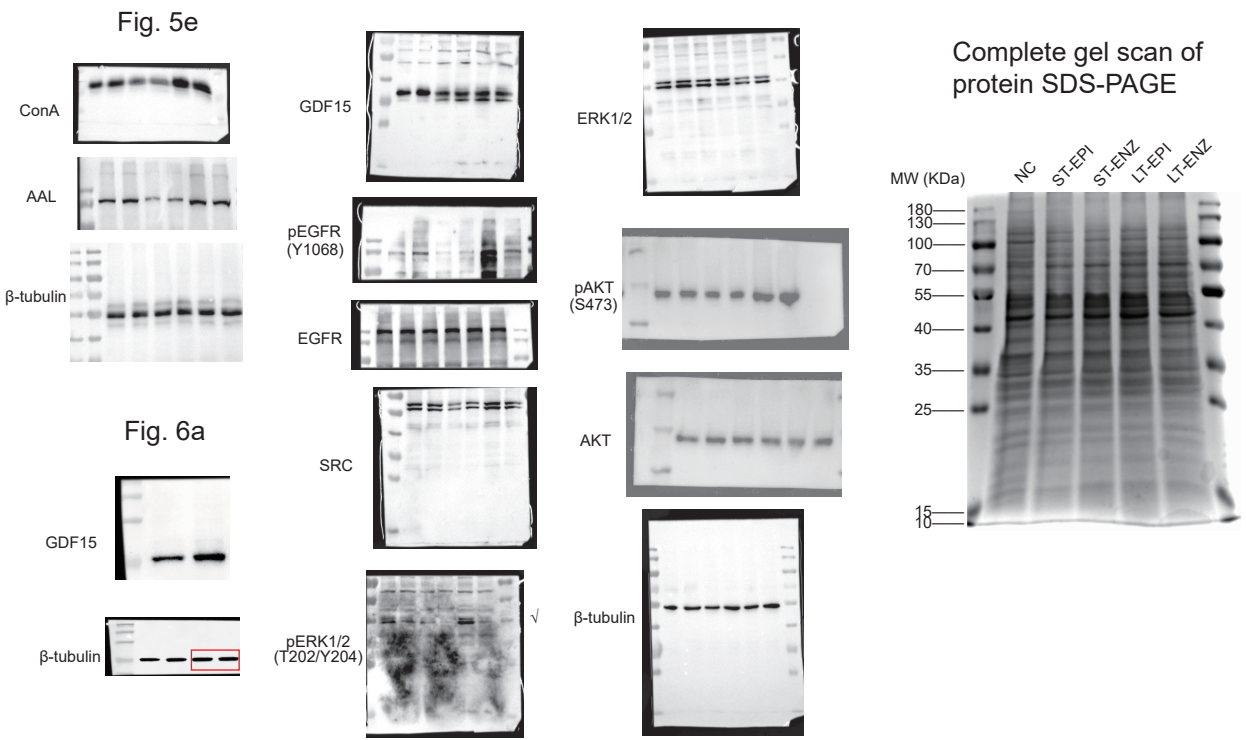 Fig. 5e
ConA
AAL
β-tubulin
Fig. 6a
GDF15
β-tubulin
GDF15
pEGFR
(Y1068)
EGFR
SRC
pERK1/2
(T202/Y204)
√
ERK1/2
pAKT
(S473)
AKT
β-tubulin
Complete gel scan of
protein SDS-PAGE
MW (KDa)
NC
ST-EPI
ST-ENZ
LT-EPI
LT-ENZ
180
130
100
70
55
40
35
25
15
10